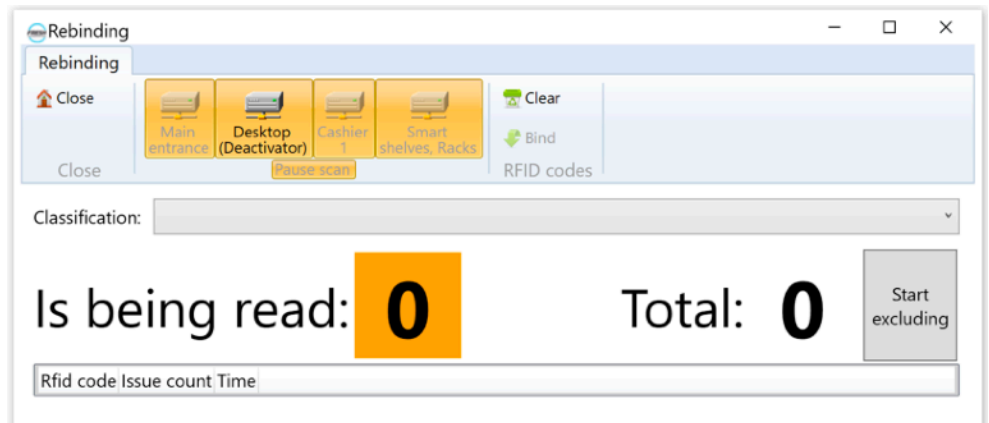 Rebinding
Rebinding
Close
Main entrance
Desktop (Deactivator)
Cashier 1
Smart shelves, Racks
Pause scan
Close
Clear
Bind
RFID codes
Classification:
Is being read: 0
Total: 0
Start excluding
Rfid code Issue count Time